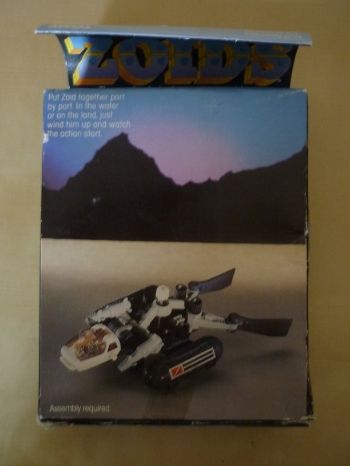 ZOIDS
Put Zoid together part
by part. In the water
or on the land, just
wind him up and watch
the action start.
Assembly required.